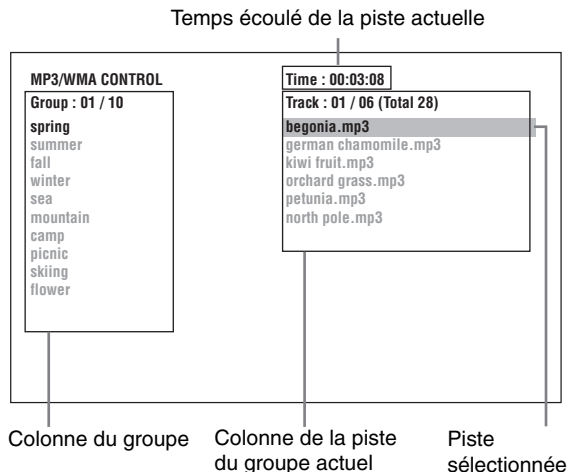 Temps écoulé de la piste actuelle
MP3/WMA CONTROL
Group : 01 / 10
spring
summer
fall
winter
sea
mountain
camp
picnic
skiing
flower
Time : 00:03:08
Track : 01 / 06 (Total 28)
begonia.mp3
german chamomile.mp3
kiwi fruit.mp3
orchard grass.mp3
petunia.mp3
north pole.mp3
Colonne du groupe
Colonne de la piste
du groupe actuel
Piste
sélectionnée